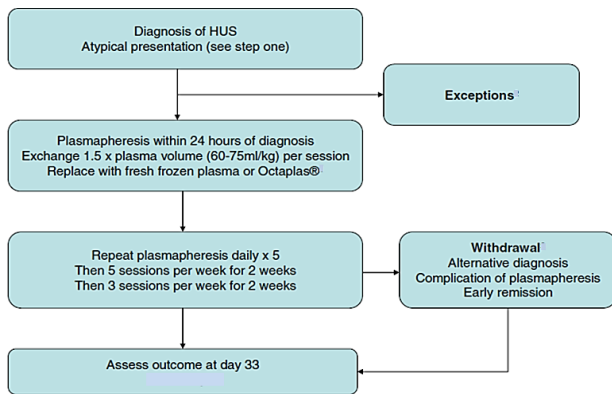 Diagnosis of HUS
Atypical presentation (see step one)
Exceptions
Plasmapheresis within 24 hours of diagnosis
Exchange 1.5 x plasma volume (60-75ml/kg) per session
Replace with fresh frozen plasma or Octaplas®
Repeat plasmapheresis daily x 5
Then 5 sessions per week for 2 weeks
Then 3 sessions per week for 2 weeks
Withdrawal
Alternative diagnosis
Complication of plasmapheresis
Early remission
Assess outcome at day 33